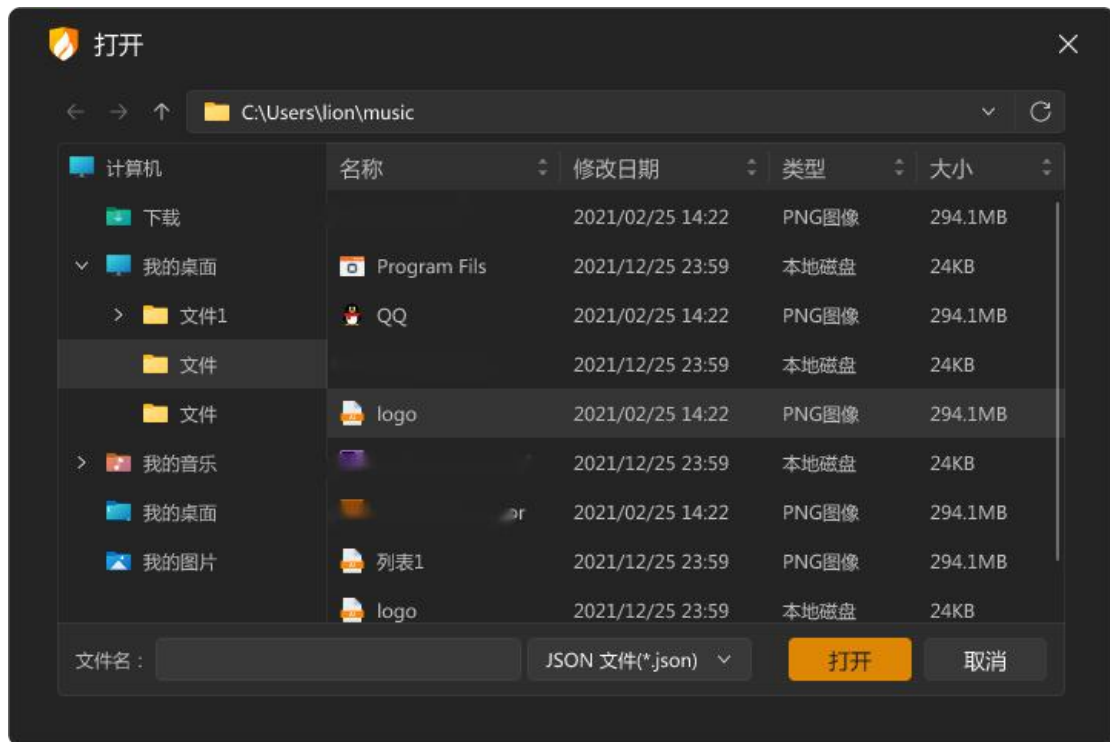 打开
C:\Users\lion\music
计算机 名称 修改日期 类型 大小
下载 2021/02/25 14:22 PNG图像 294.1MB
我的桌面 Program Fils 2021/12/25 23:59 本地磁盘 24KB
文件1 QQ 2021/02/25 14:22 PNG图像 294.1MB
文件 2021/12/25 23:59 本地磁盘 24KB
文件 logo 2021/02/25 14:22 PNG图像 294.1MB
我的音乐 2021/12/25 23:59 本地磁盘 24KB
我的桌面 2021/02/25 14:22 PNG图像 294.1MB
我的图片 列表1 2021/12/25 23:59 PNG图像 294.1MB
logo 2021/12/25 23:59 本地磁盘 24KB
文件名 : JSON 文件(*.json) 打开 取消